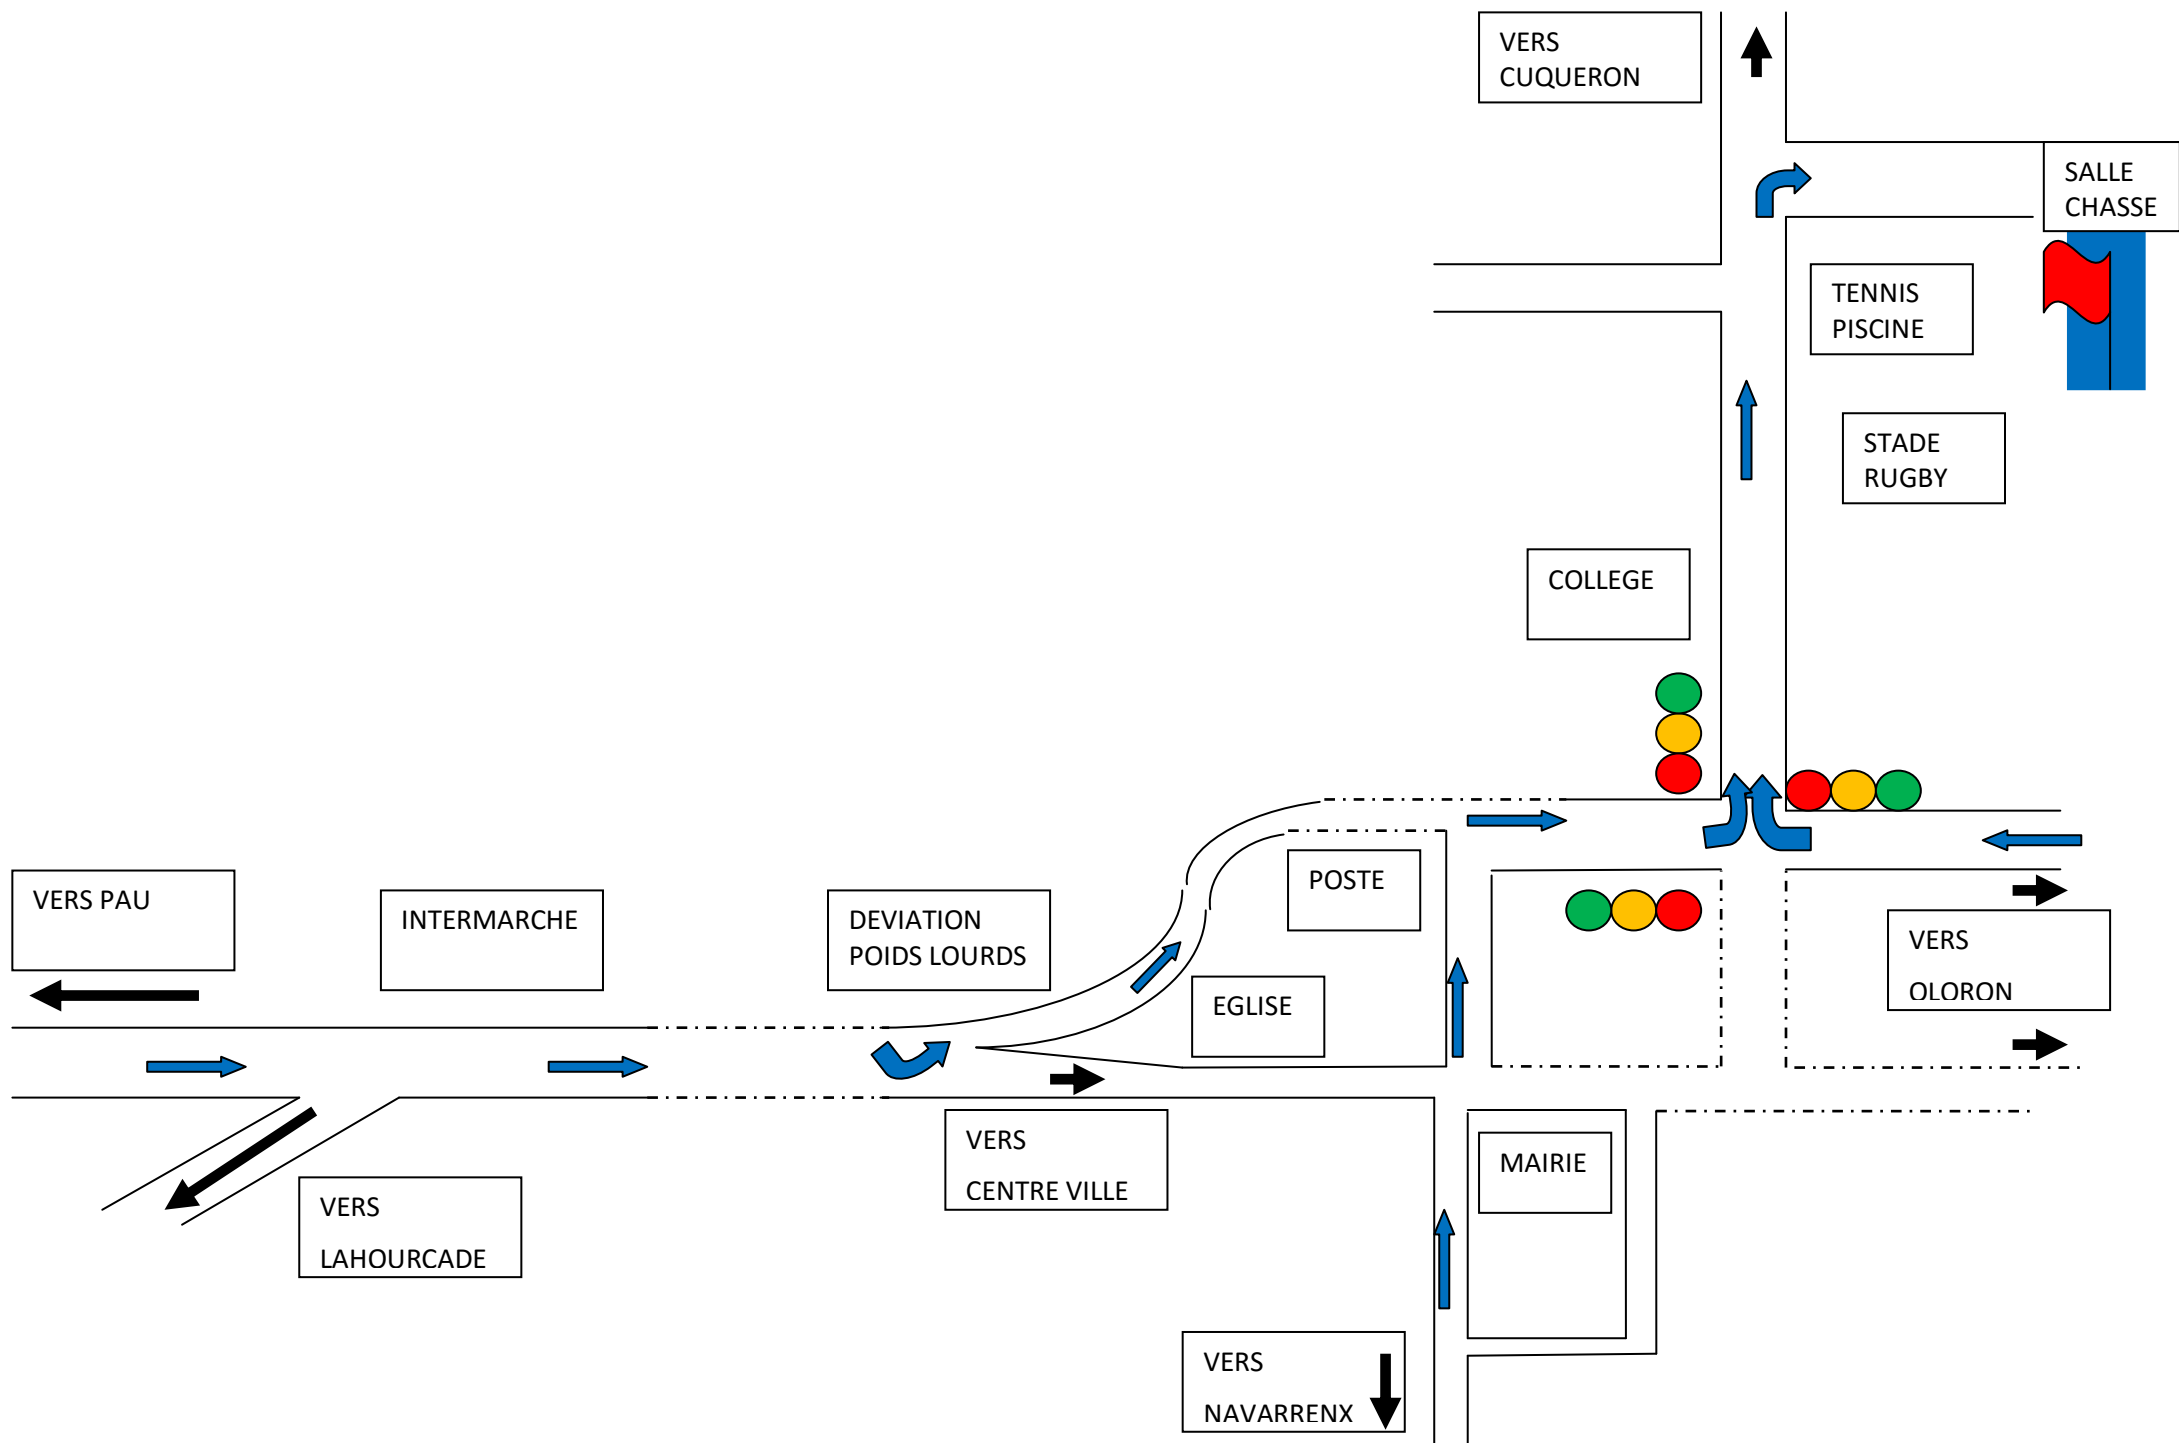 VERS
CUQUERON
SALLE
CHASSE
TENNIS
PISCINE
STADE
RUGBY
COLLEGE
VERS PAU
INTERMARCHE
DEVIATION
POIDS LOURDS
POSTE
EGLISE
VERS
OLORON
VERS
CENTRE VILLE
MAIRIE
VERS
LAHOURCADE
VERS
NAVARRENX